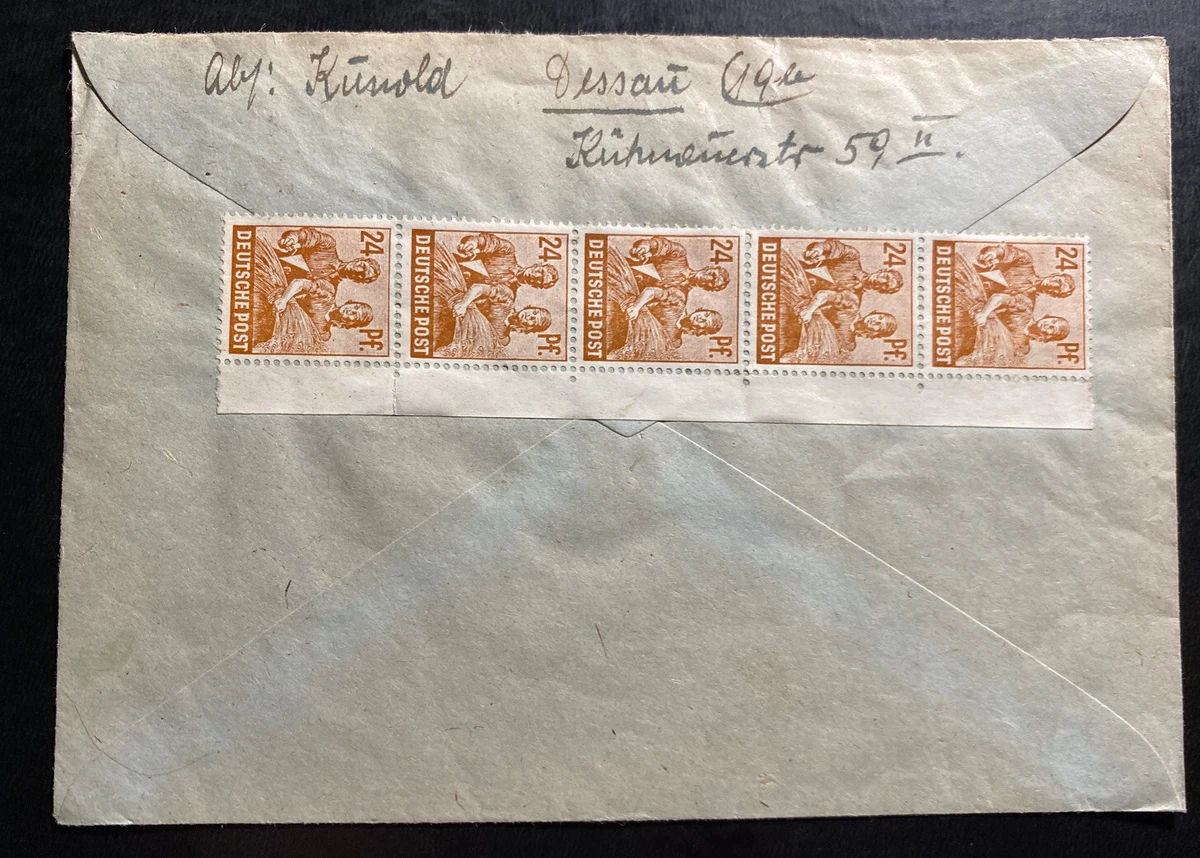 Abs: Kunold Dessau
Kühnauerstr 59 II.
24 Pf. DEUTSCHE POST
24 Pf. DEUTSCHE POST
24 Pf. DEUTSCHE POST
24 Pf. DEUTSCHE POST
24 Pf. DEUTSCHE POST